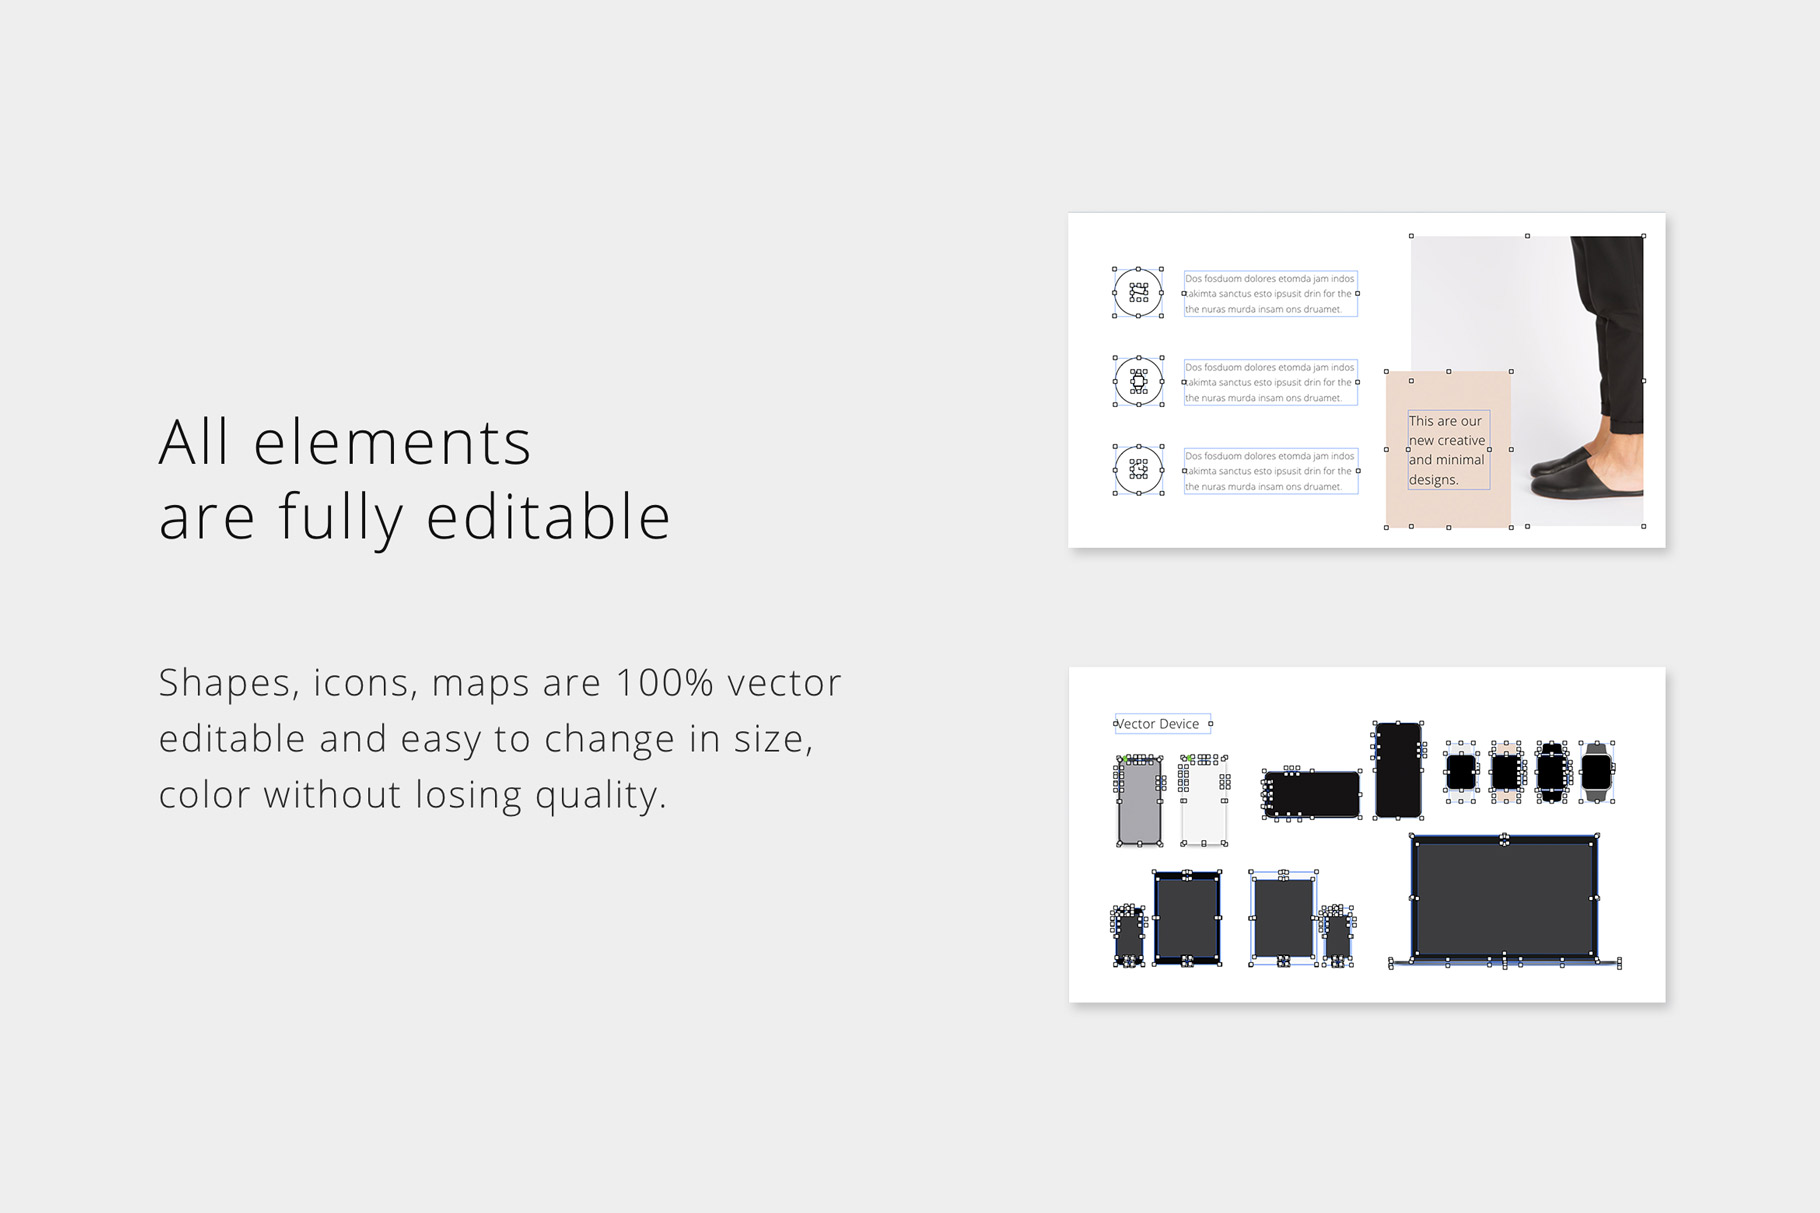 All elements
are fully editable
Shapes, icons, maps are 100% vector
editable and easy to change in size,
color without losing quality.
Dos fosduom dolores etomda jam indos
takimta sanctus esto ipsusit drin for the
the nuras murda insam ons druamet.
Dos fosduom dolores etomda jam indos
takimta sanctus esto ipsusit drin for the
the nuras murda insam ons druamet.
Dos fosduom dolores etomda jam indos
takimta sanctus esto ipsusit drin for the
the nuras murda insam ons druamet.
This are our
new creative
and minimal
designs.
Vector Device